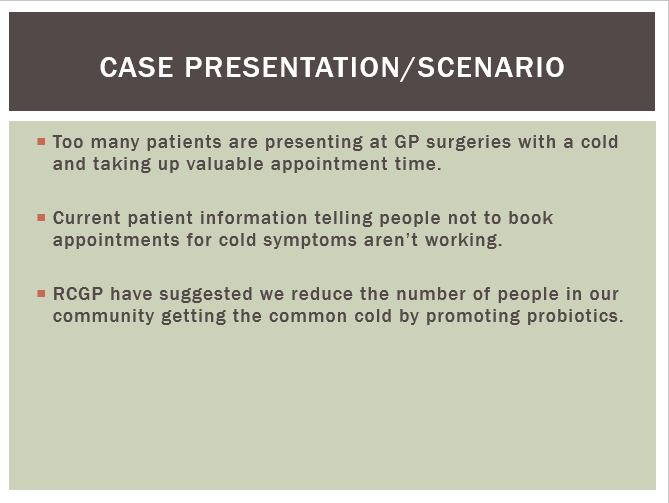 CASE PRESENTATION/SCENARIO
Too many patients are presenting at GP surgeries with a cold
and taking up valuable appointment time.
Current patient information telling people not to book
appointments for cold symptoms aren’t working.
RCGP have suggested we reduce the number of people in our
community getting the common cold by promoting probiotics.